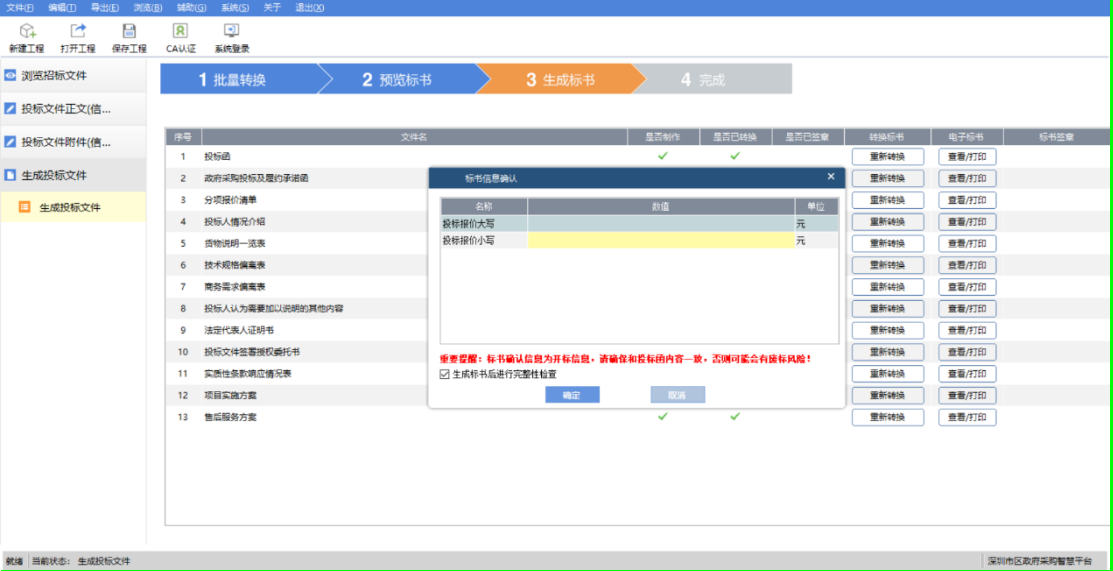 文件(F) 编辑(T) 导出(E) 浏览(B) 辅助(G) 系统(S) 关于 退出(X)
新建工程 打开工程 保存工程 CA认证 系统登录
浏览招标文件
投标文件正文(信...
投标文件附件(信...
生成投标文件
生成投标文件
1 批量转换 2 预览标书 3 生成标书 4 完成
序号 文件名 是否制作 是否已转换 是否已签章 转换标书 电子标书 标书签章
1 投标函 重新转换 查看/打印
2 政府采购投标及履约承诺函 重新转换 查看/打印
3 分项报价清单 重新转换 查看/打印
4 投标人情况介绍 重新转换 查看/打印
5 货物说明一览表 重新转换 查看/打印
6 技术规格偏离表 重新转换 查看/打印
7 商务需求偏离表 重新转换 查看/打印
8 投标人认为需要加以说明的其他内容 重新转换 查看/打印
9 法定代表人证明书 重新转换 查看/打印
10 投标文件签署授权委托书 重新转换 查看/打印
11 实质性条款响应情况表 重新转换 查看/打印
12 项目实施方案 重新转换 查看/打印
13 售后服务方案 重新转换 查看/打印
标书信息确认 ×
名称 数值 单位
投标报价大写 元
投标报价小写 元
重要提醒：标书确认信息为开标信息，请确保和投标函内容一致，否则可能会有废标风险！
生成标书后进行完整性检查
确定 取消
就绪 当前状态： 生成投标文件 深圳市区政府采购智慧平台